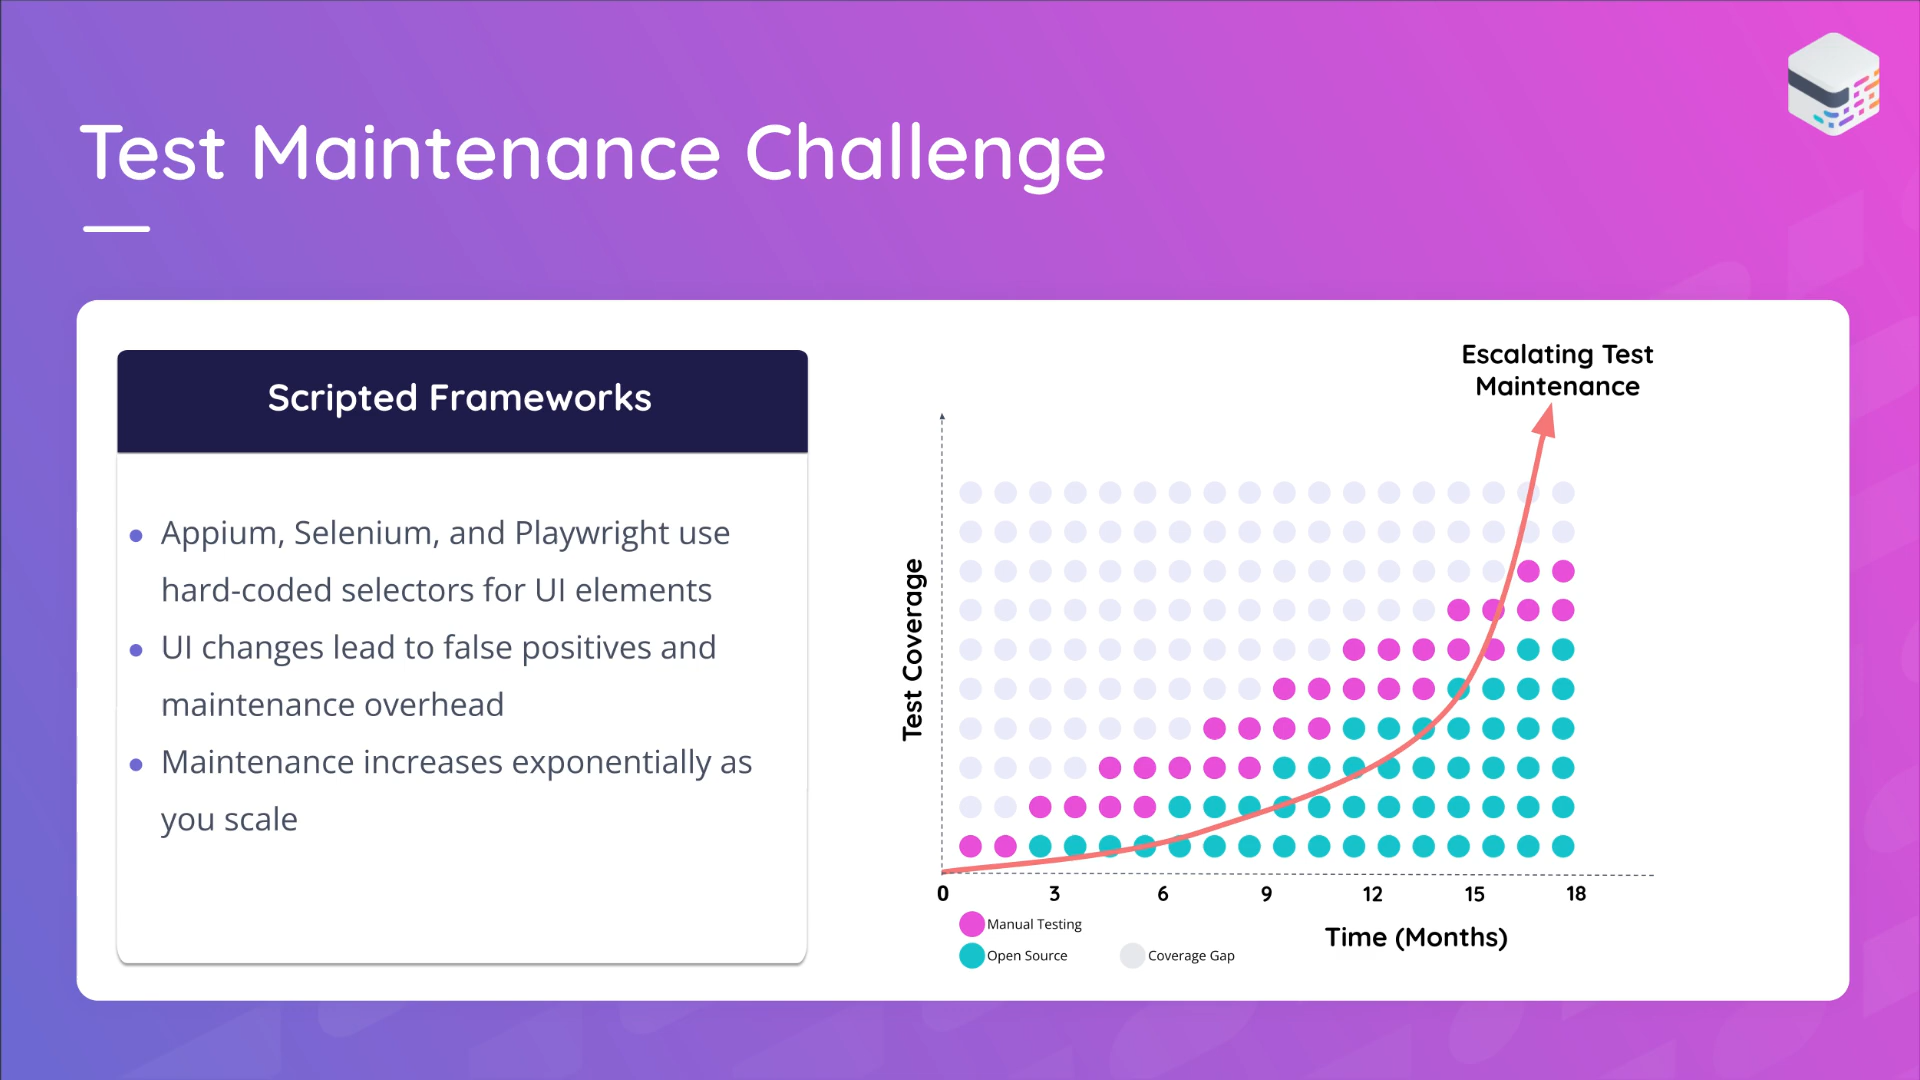 Test Maintenance Challenge
Scripted Frameworks
Appium, Selenium, and Playwright use
hard-coded selectors for UI elements
UI changes lead to false positives and
maintenance overhead
Maintenance increases exponentially as
you scale
Escalating Test
Maintenance
Test Coverage
0 3 6 9 12 15 18
Time (Months)
Manual Testing
Open Source
Coverage Gap